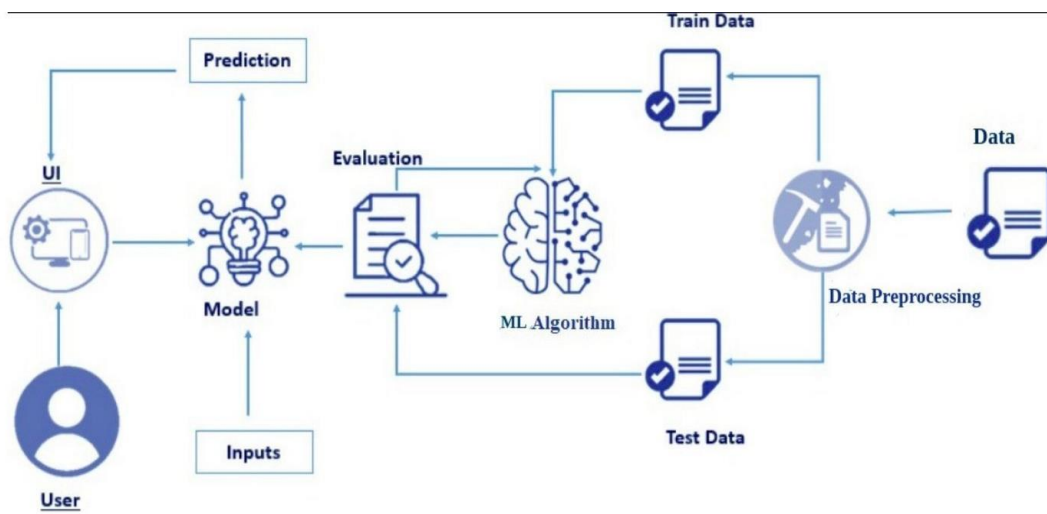 Train Data
Prediction
Data
Evaluation
UI
Data Preprocessing
Model
ML Algorithm
Test Data
Inputs
User